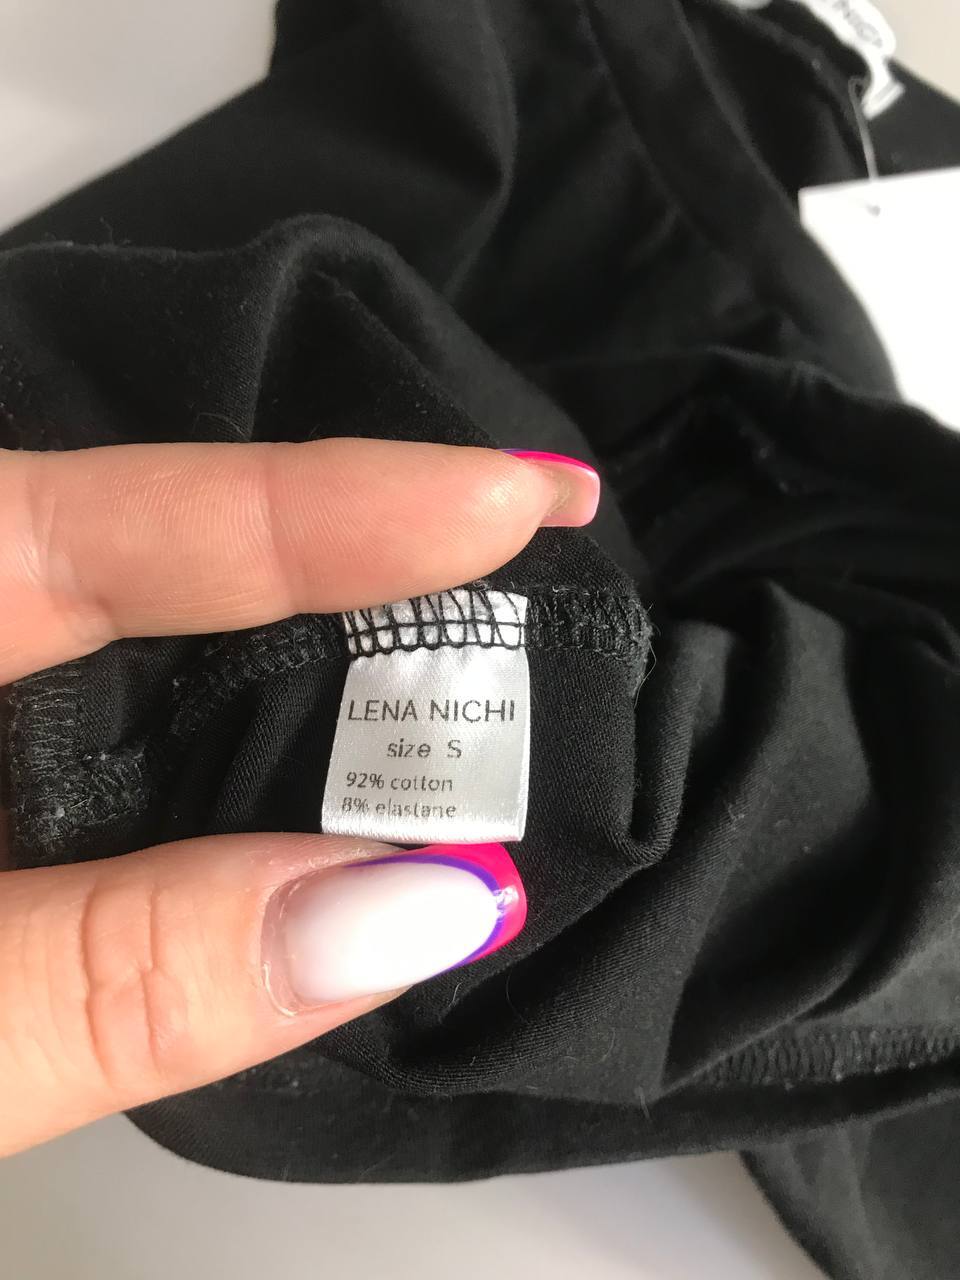 LENA NICHI
size S
92% cotton
8% elastane